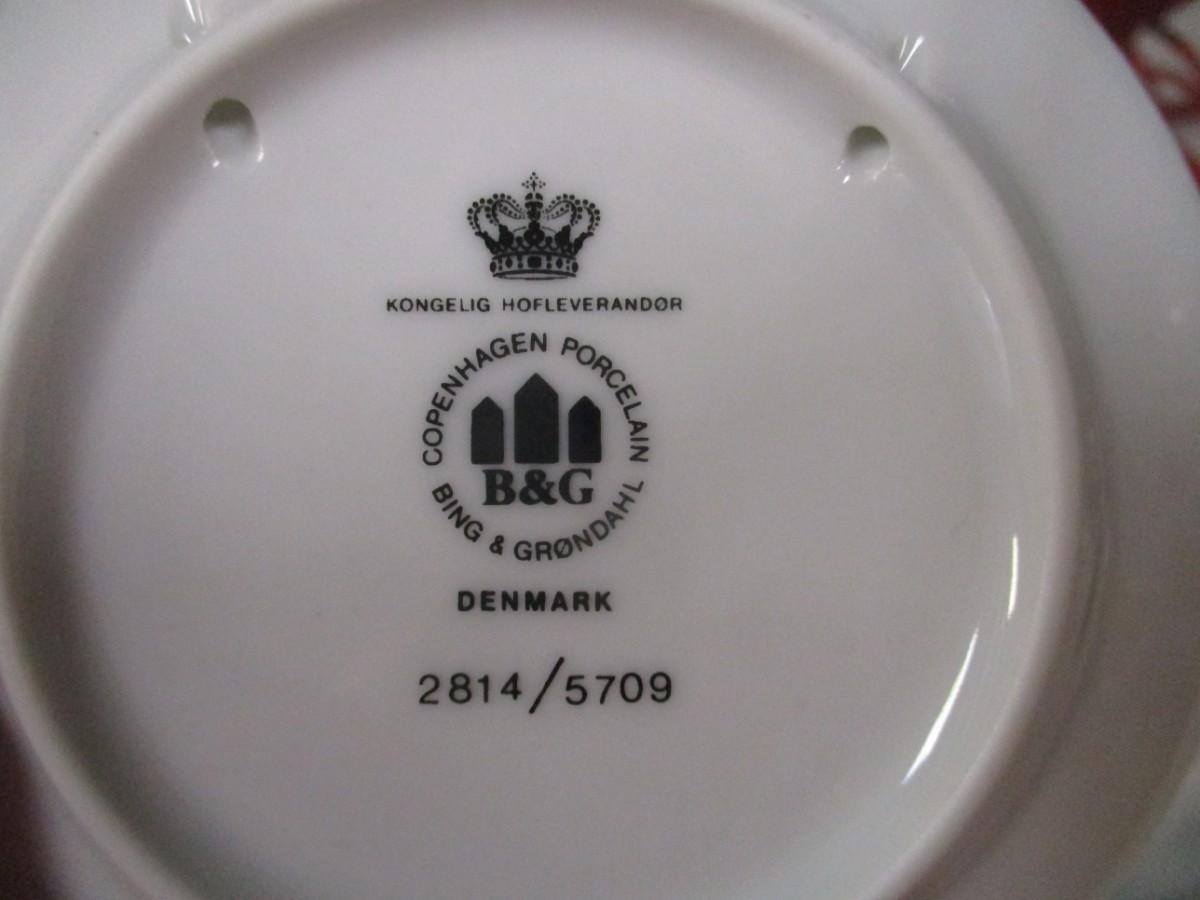 KONGELIG HOFLEVERANDØR
COPENHAGEN PORCELAIN
B&G
BING & GRØNDAHL
DENMARK
2814/5709